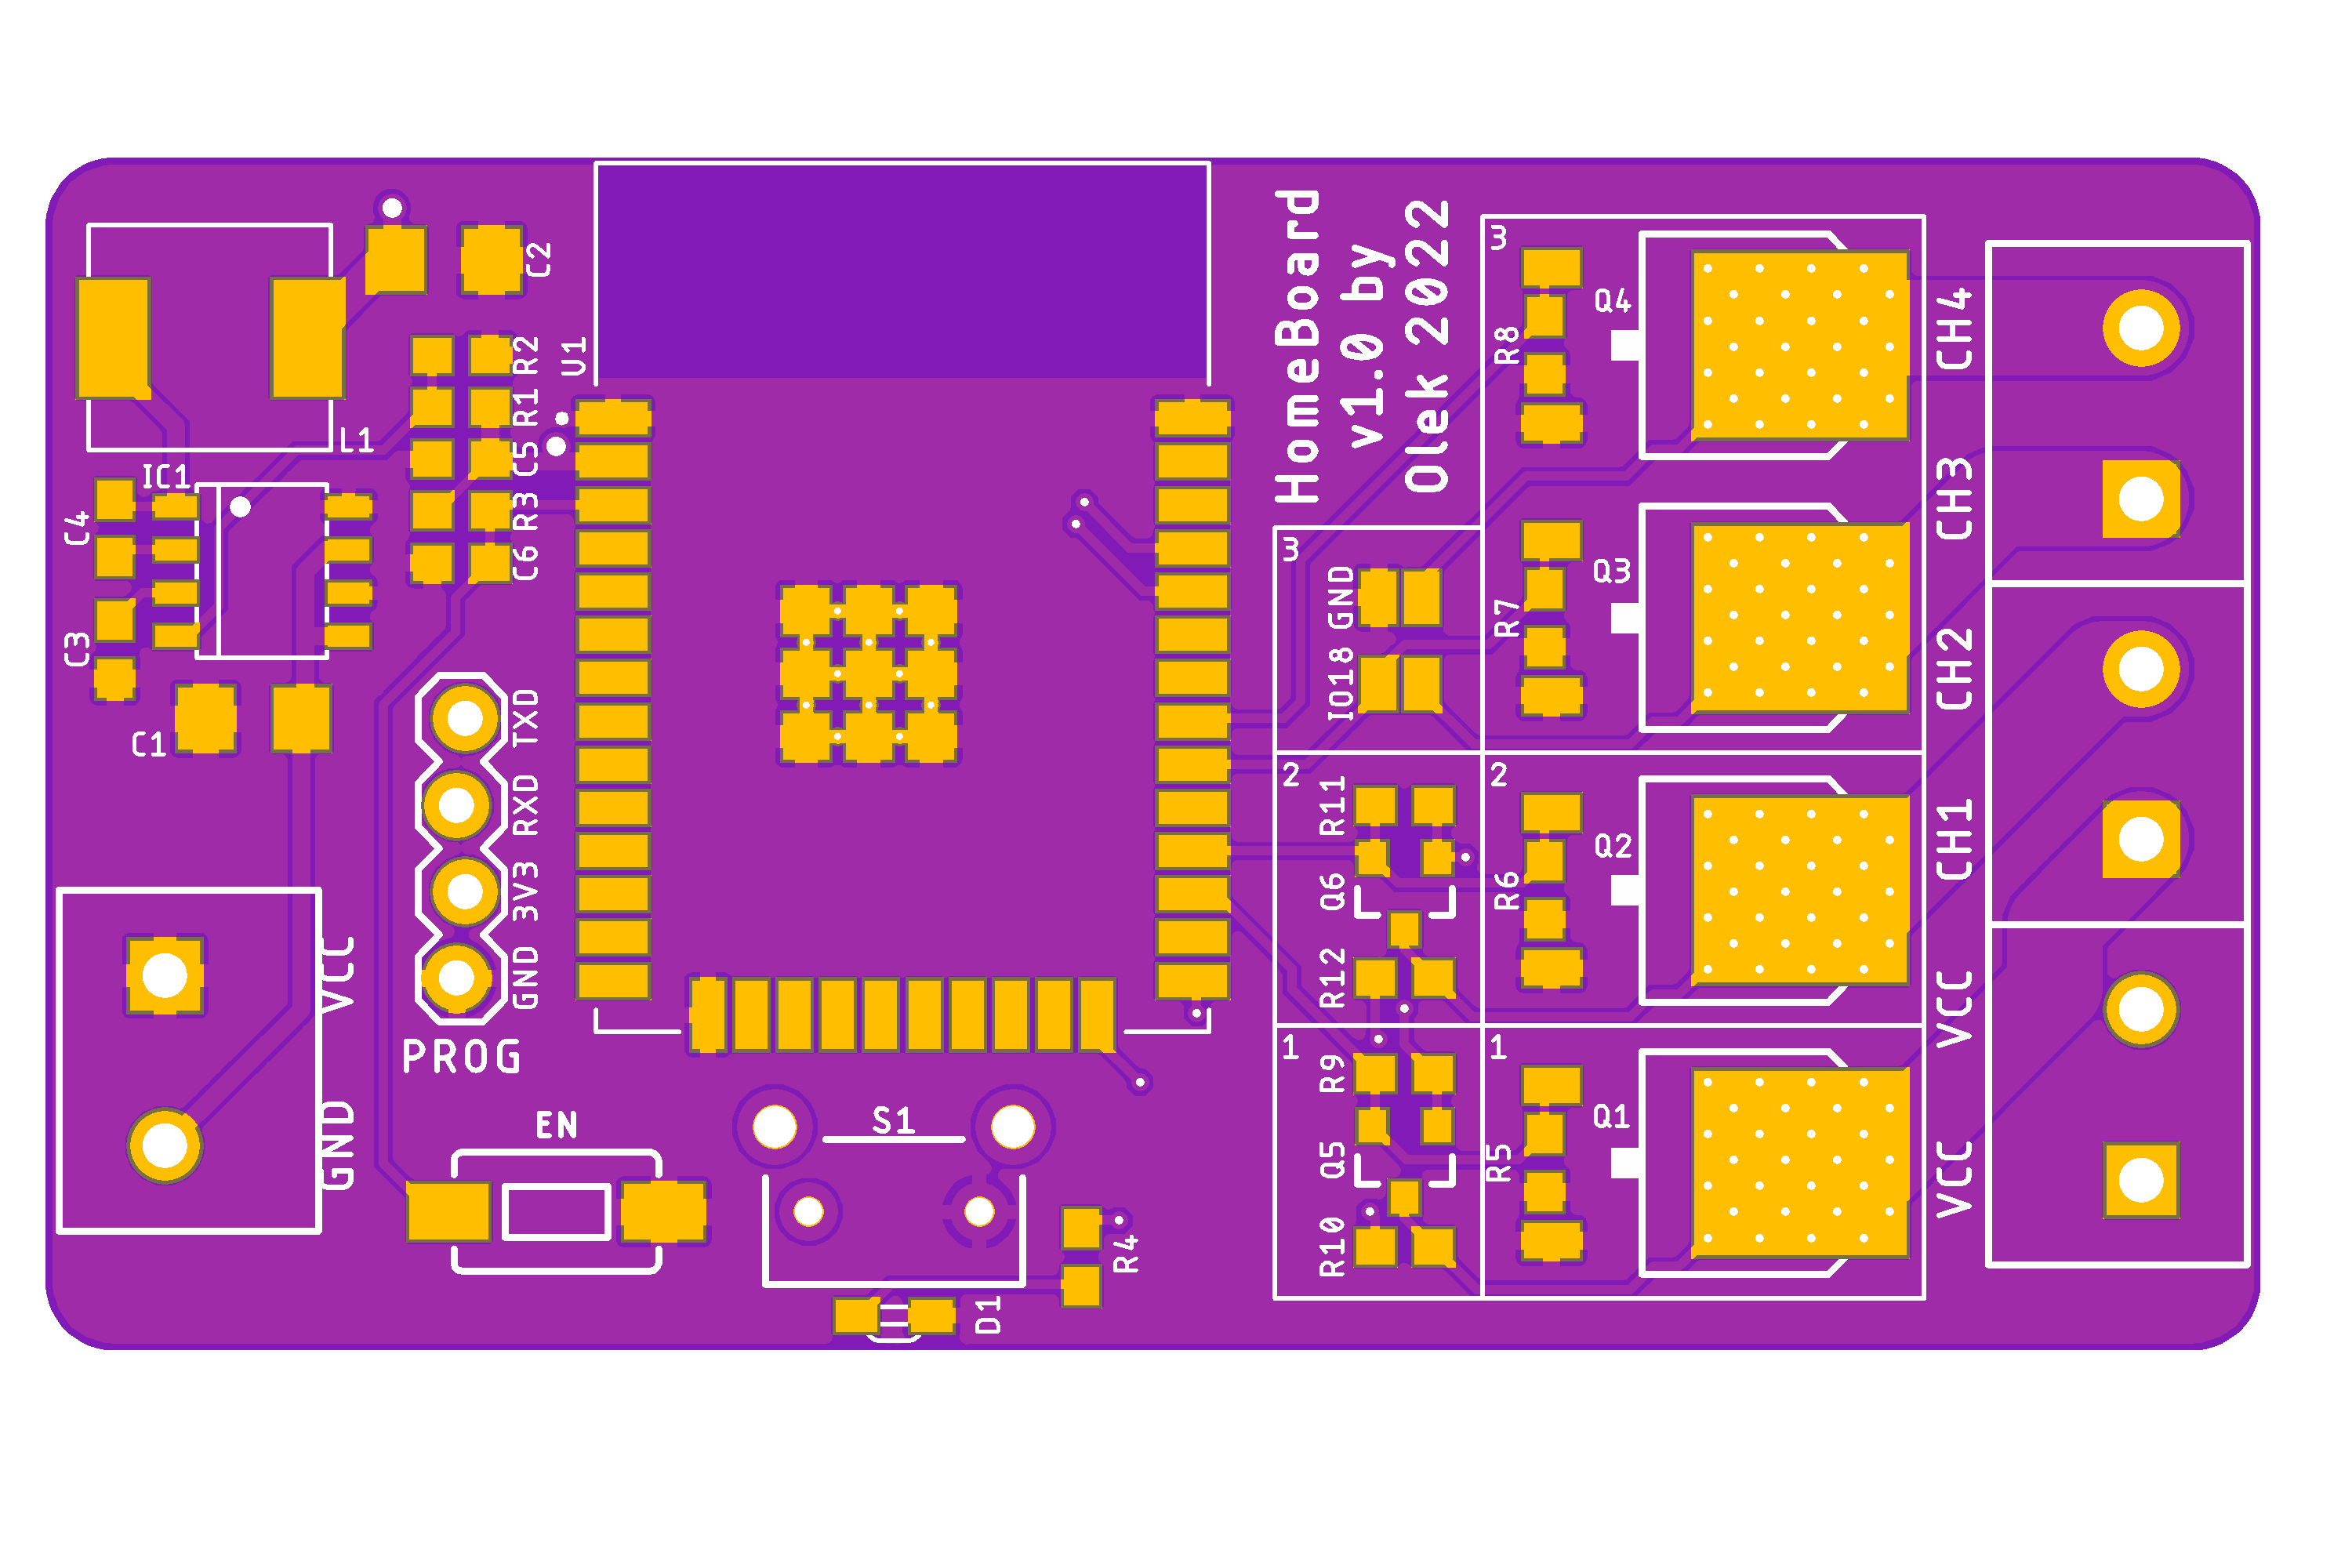 C2
R2
R1
C5
R3
C6
U1
L1
IC1
C4
C3
C1
TXD
RXD
3V3
GND
PROG
VCC
GND
EN
S1
R4
D1
HomeBoard
v1.0 by
Olek 2022
3
Q4
R8
3
GND
IO18
Q3
R7
2
R11
Q6
R12
2
Q2
R6
1
R9
Q5
R10
1
Q1
R5
CH4
CH3
CH2
CH1
VCC
VCC